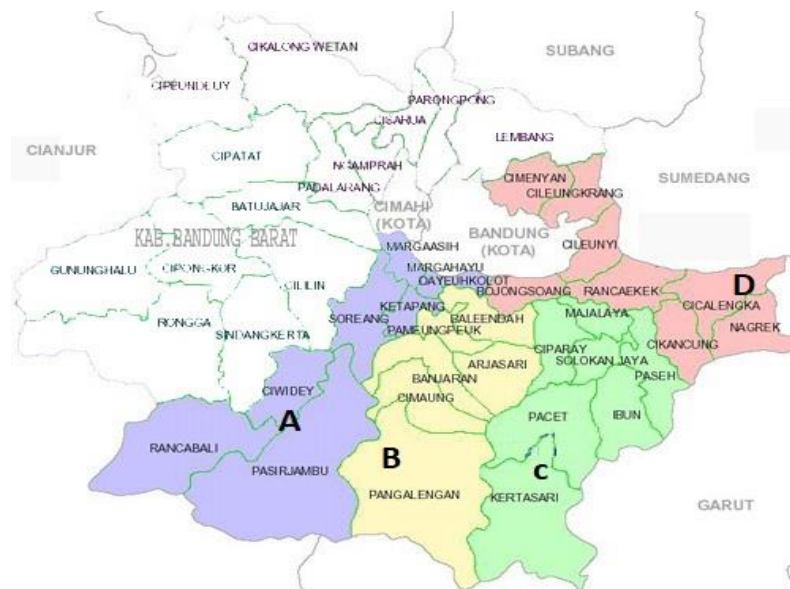 CIKALONG WETAN
SUBANG
CIPEUNDEUY
PARONGPONG
CISARUA
LEMBANG
CIANJUR
CIPATAT
NGAMPRAH
CIMENYAN
SUMEDANG
CILEUNGKRANG
PADALARANG
BATUJAJAR
CIMAHI
(KOTA)
BANDUNG
(KOTA)
KAB.BANDUNG BARAT
MARGAASIH
CILEUNYI
GUNUNGHALU
CIPONGKOR
MARGAHAYU
DAYEUHKOLOT
D
CILILIN
BOJONGSOANG
RANCAEKEK
KETAPANG
CICALENGKA
RONGGA
SOREANG
BALEENDAH
MAJALAYA
NAGREK
SINDANGKERTA
PAMEUNGPEUK
CIKANCUNG
CIPARAY
SOLOKAN JAYA
ARJASARI
PASEH
BANJARAN
CIWIDEY
CIMAUNG
A
PACET
IBUN
RANCABALI
B
PASIRJAMBU
C
PANGALENGAN
KERTASARI
GARUT